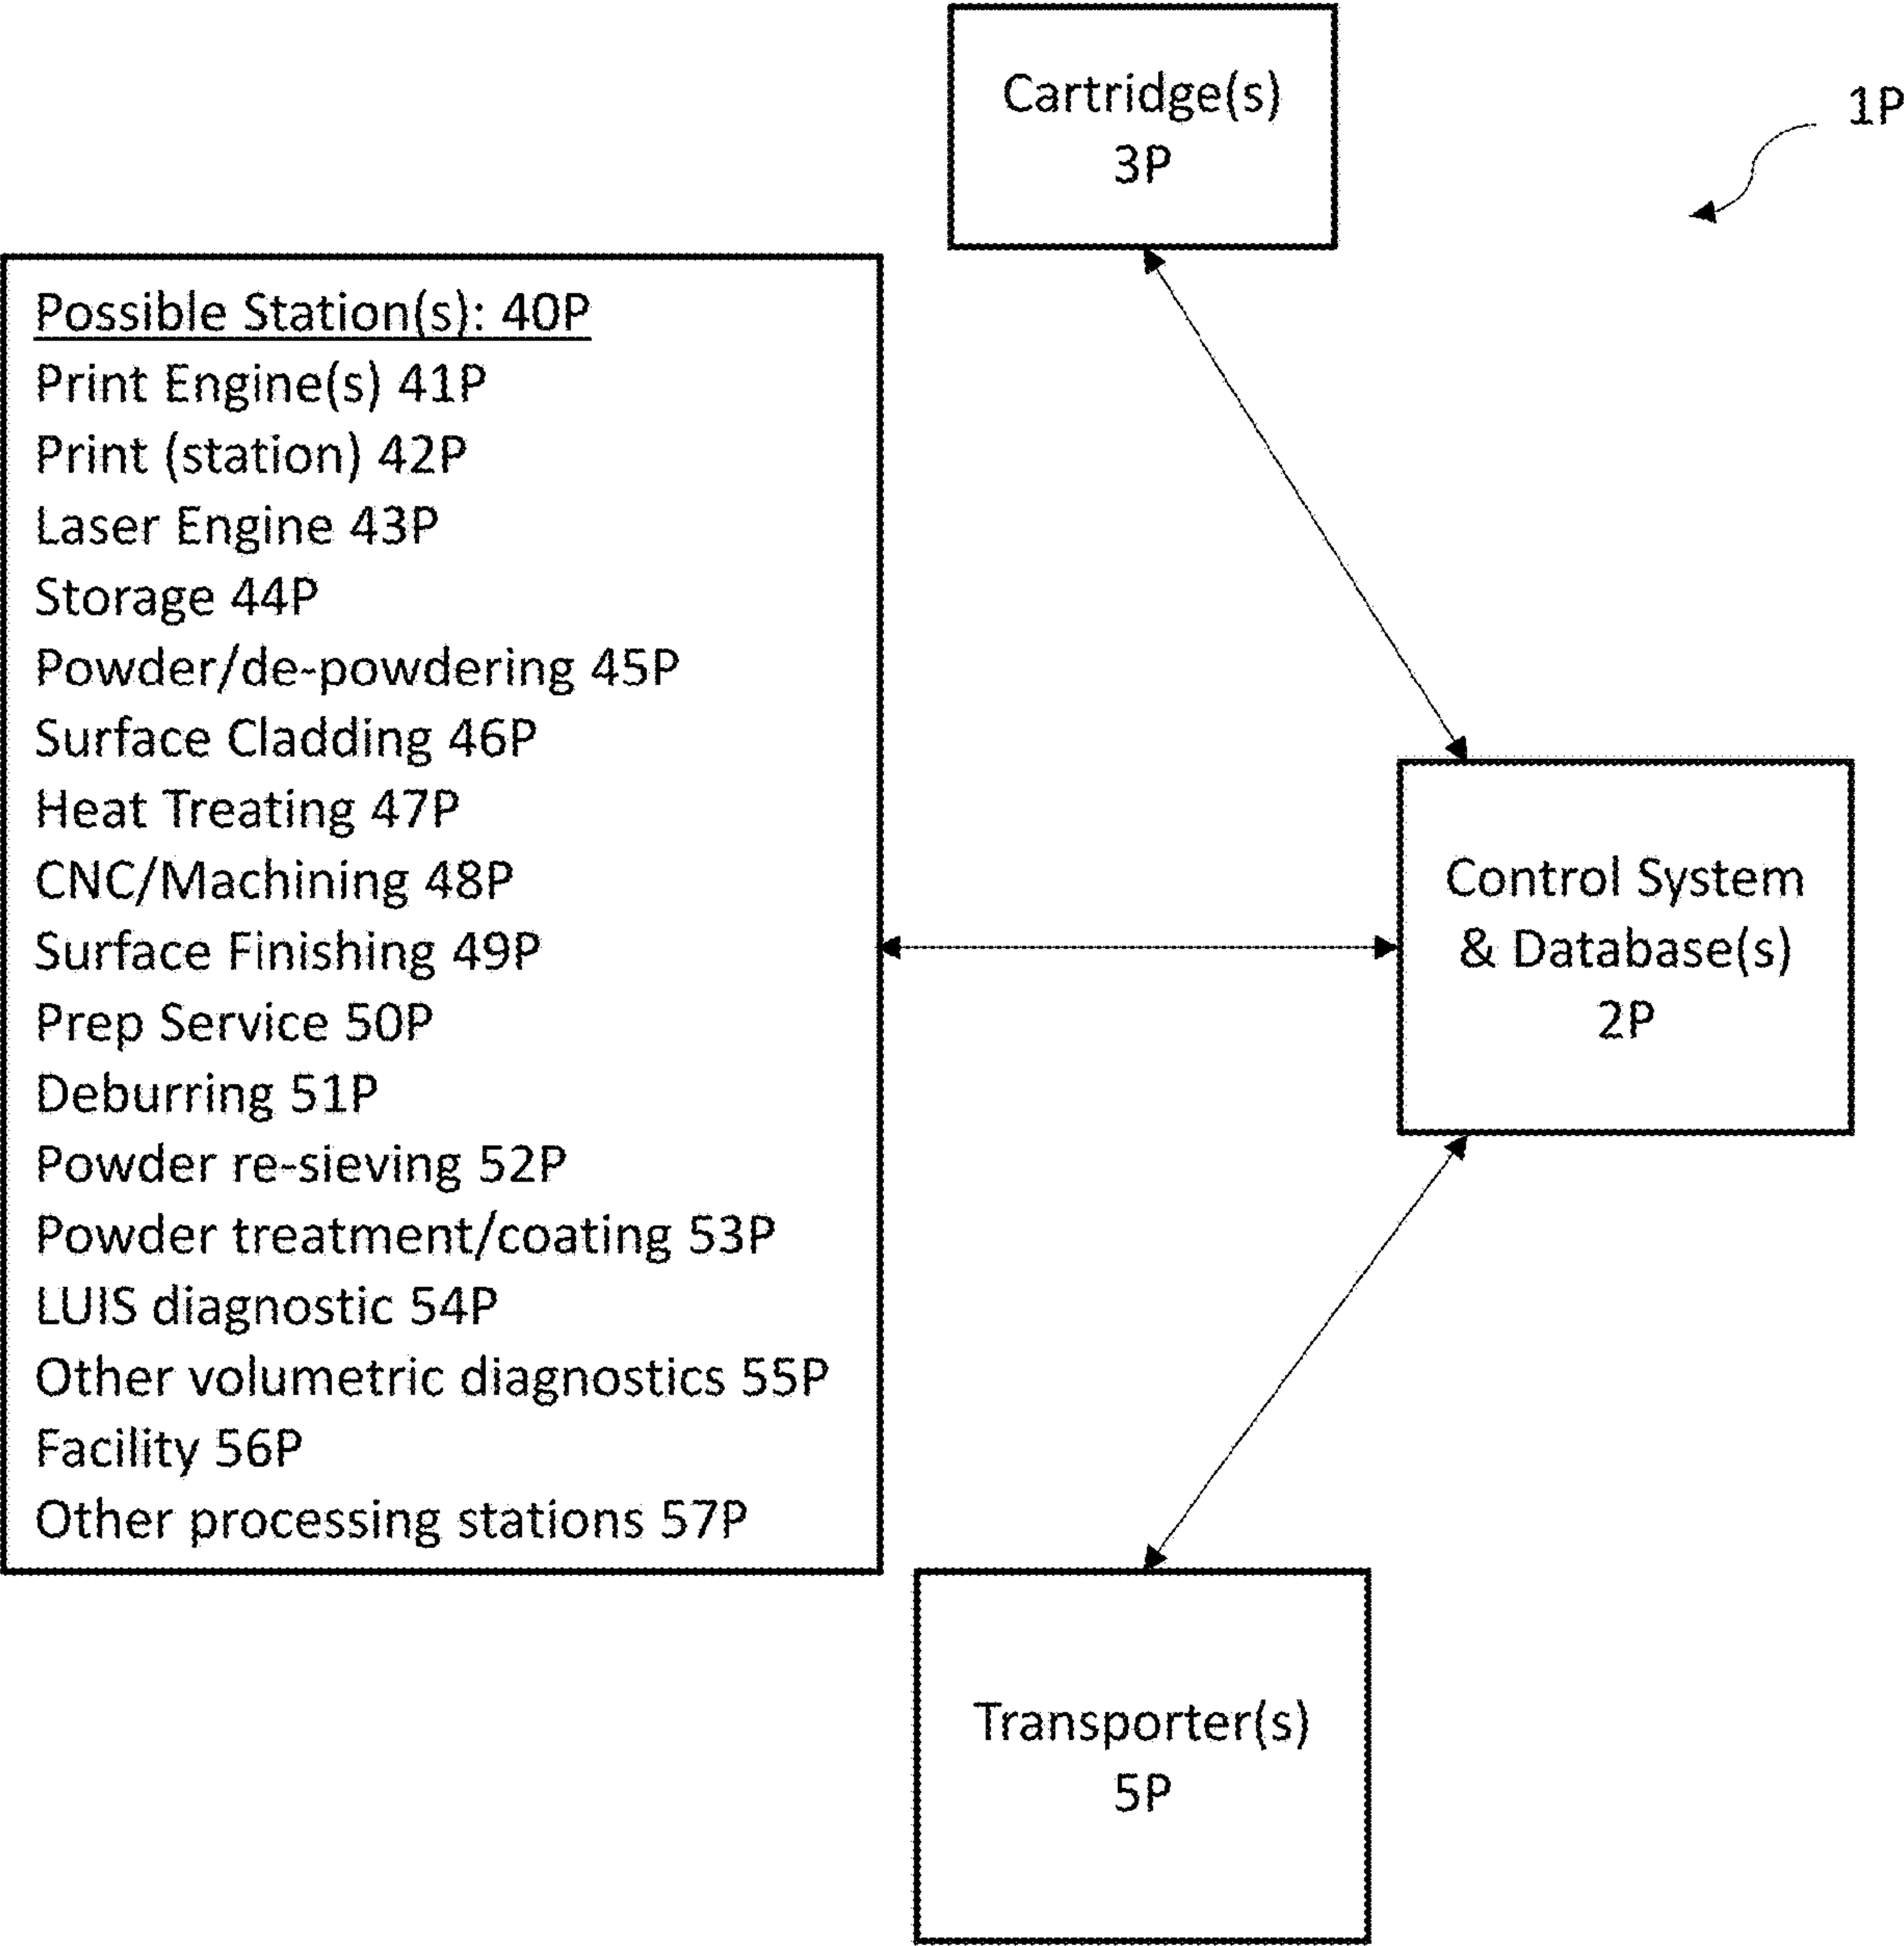 Cartridge(s)
3P
1P
Possible Station(s): 40P
Print Engine(s) 41P
Print (station) 42P
Laser Engine 43P
Storage 44P
Powder/de-powdering 45P
Surface Cladding 46P
Heat Treating 47P
CNC/Machining 48P
Surface Finishing 49P
Prep Service 50P
Deburring 51P
Powder re-sieving 52P
Powder treatment/coating 53P
LUIS diagnostic 54P
Other volumetric diagnostics 55P
Facility 56P
Other processing stations 57P
Control System
& Database(s)
2P
Transporter(s)
5P